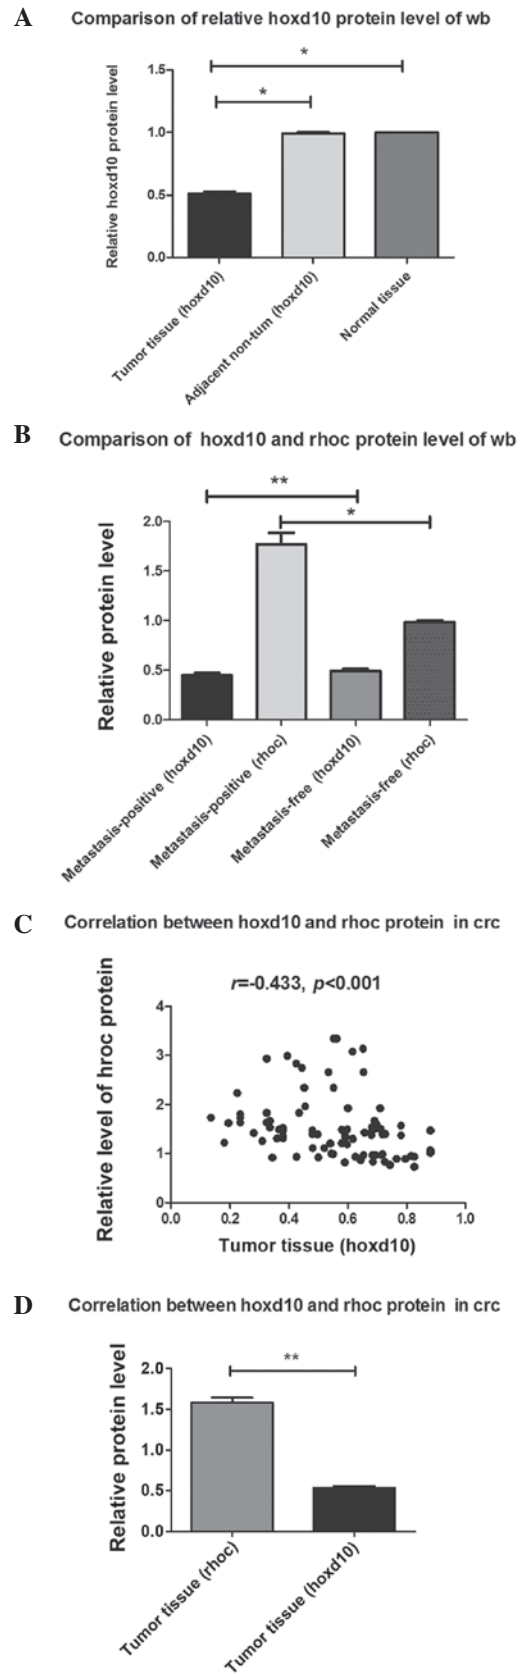 A Comparison of relative hoxd10 protein level of wb
*
*
Relative hoxd10 protein level
1.5
1.0
0.5
0.0
Tumor tissue (hoxd10)
Adjacent non-tum (hoxd10)
Normal tissue
B Comparison of hoxd10 and rhoc protein level of wb
**
*
Relative protein level
2.0
1.5
1.0
0.5
0.0
Metastasis-positive (hoxd10)
Metastasis-positive (rhoc)
Metastasis-free (hoxd10)
Metastasis-free (rhoc)
C Correlation between hoxd10 and rhoc protein in crc
r=-0.433, p<0.001
Relative level of hroc protein
4
3
2
1
0
0.0 0.2 0.4 0.6 0.8 1.0
Tumor tissue (hoxd10)
D Correlation between hoxd10 and rhoc protein in crc
**
Relative protein level
2.0
1.5
1.0
0.5
0.0
Tumor tissue (rhoc)
Tumor tissue (hoxd10)